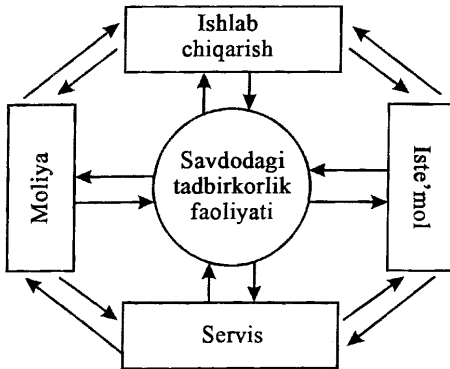 Ishlab
chiqarish
Moliya
Savdodagi
tadbirkorlik
faoliyati
Iste’mol
Servis